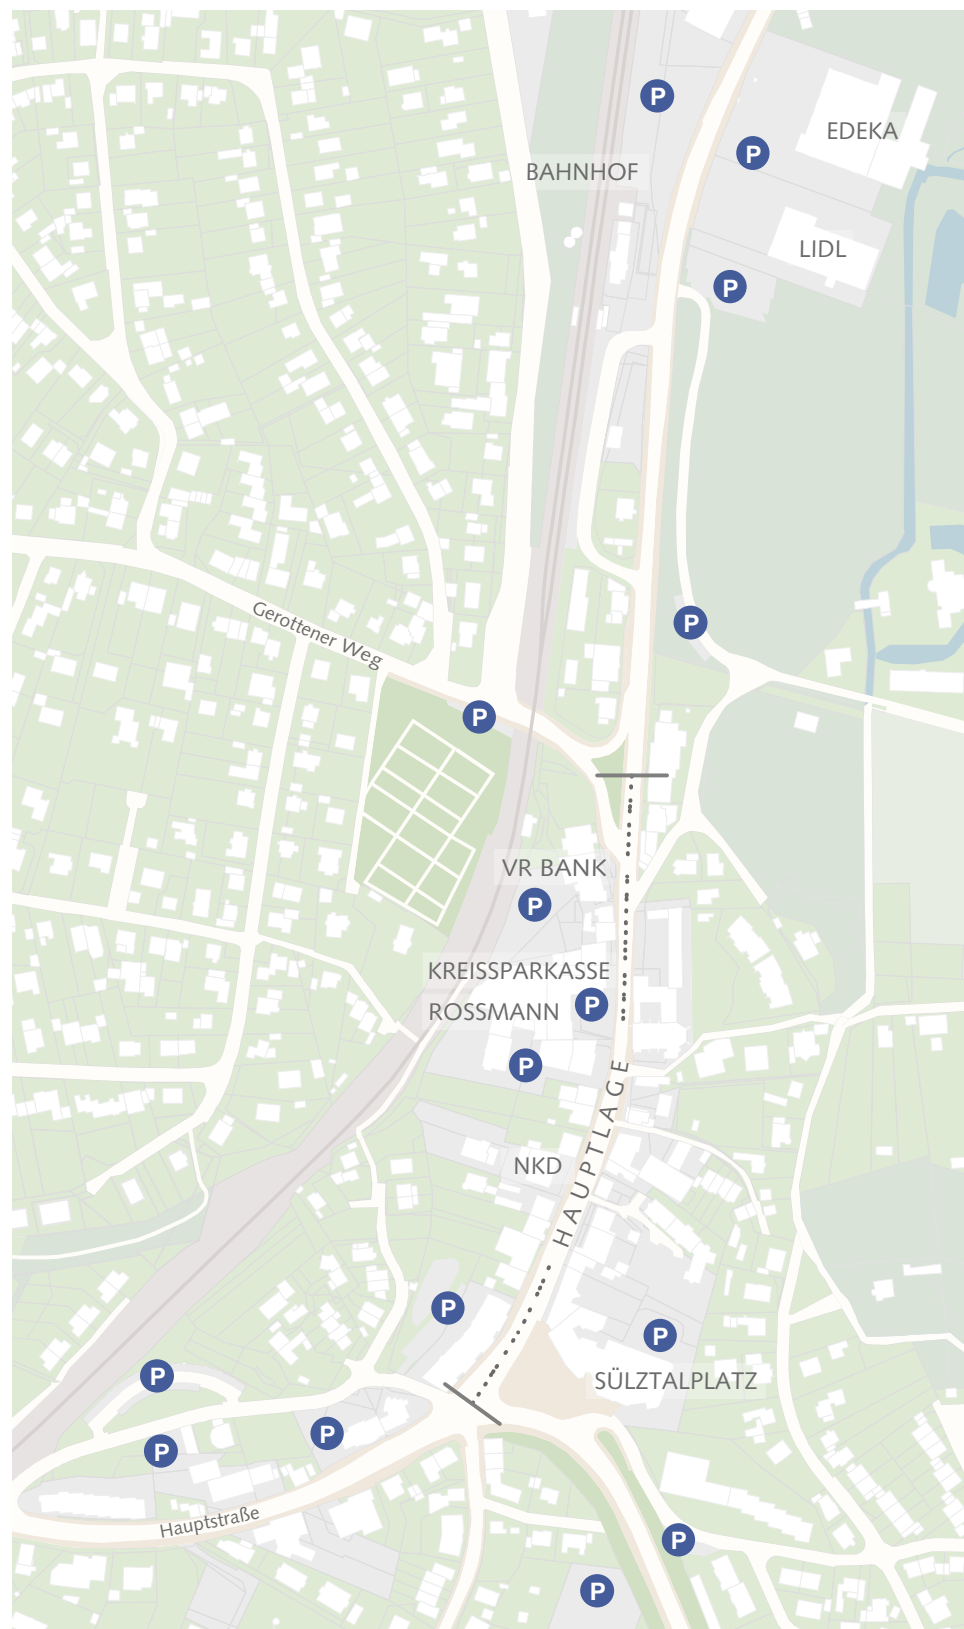 P
EDEKA
P
BAHNHOF
LIDL
P
Gerottener Weg
P
P
VR BANK
P
KREISSPARKASSE
P
ROSSMANN
P
HAUPTLAGE
NKD
P
P
P
SÜLZTALPLATZ
P
P
Hauptstraße
P
P